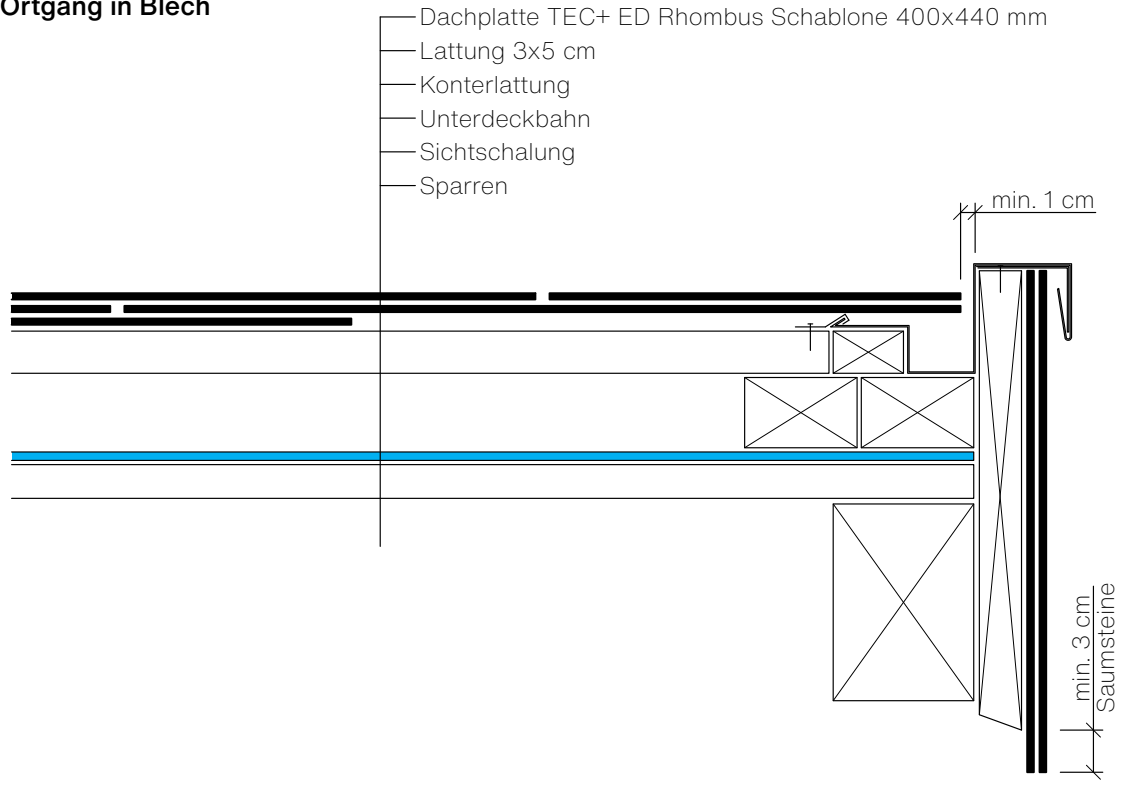 Ortgang in Blech
Dachplatte TEC+ ED Rhombus Schablone 400x440 mm
Lattung 3x5 cm
Konterlattung
Unterdeckbahn
Sichtschalung
Sparren
min. 1 cm
min. 3 cm
Saumsteine